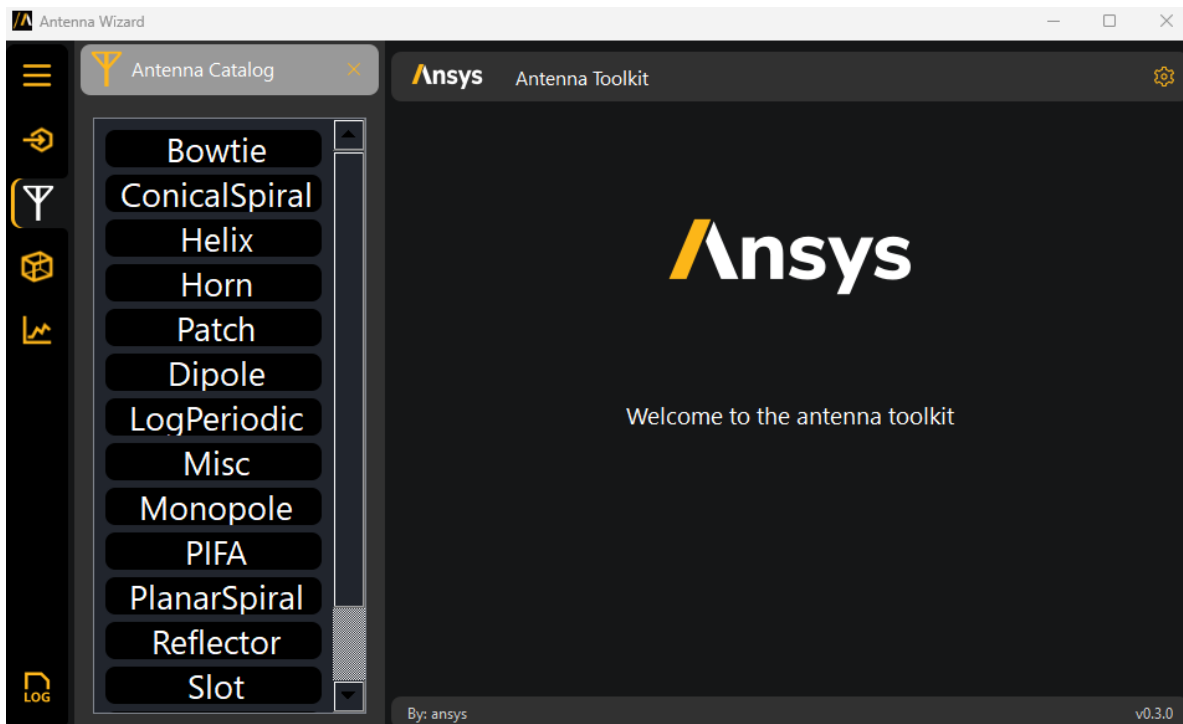 Antenna Wizard
Antenna Catalog
Ansys
Antenna Toolkit
Bowtie
ConicalSpiral
Helix
Horn
Patch
Dipole
LogPeriodic
Misc
Monopole
PIFA
PlanarSpiral
Reflector
Slot
LOG
Ansys
Welcome to the antenna toolkit
By: ansys
v0.3.0